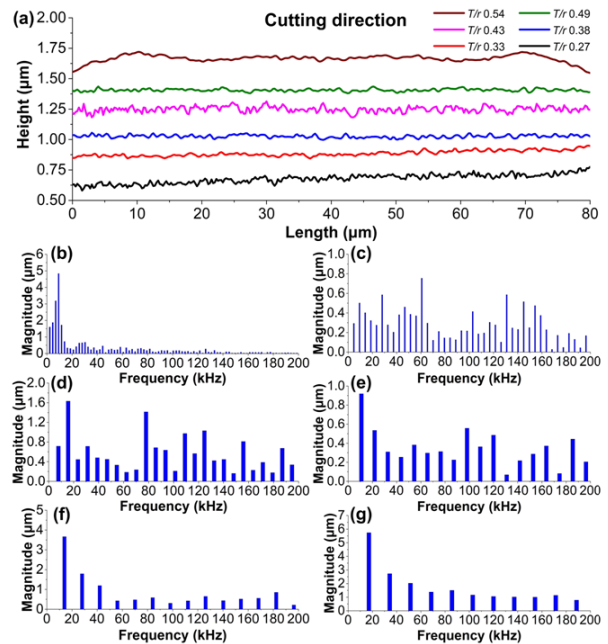 (a)
Cutting direction
T/r 0.54
T/r 0.49
T/r 0.43
T/r 0.38
T/r 0.33
T/r 0.27
Height (μm)
2.00
1.75
1.50
1.25
1.00
0.75
0.50
0 10 20 30 40 50 60 70 80
Length (μm)
(b)
Magnitude (μm)
6
5
4
3
2
1
0
0 20 40 60 80 100 120 140 160 180 200
Frequency (kHz)
(c)
Magnitude (μm)
1.0
0.8
0.6
0.4
0.2
0.0
0 20 40 60 80 100 120 140 160 180 200
Frequency (kHz)
(d)
Magnitude (μm)
2.0
1.6
1.2
0.8
0.4
0.0
0 20 40 60 80 100 120 140 160 180 200
Frequency (kHz)
(e)
Magnitude (μm)
1.0
0.8
0.6
0.4
0.2
0.0
0 20 40 60 80 100 120 140 160 180 200
Frequency (kHz)
(f)
Magnitude (μm)
5
4
3
2
1
0
0 20 40 60 80 100 120 140 160 180 200
Frequency (kHz)
(g)
Magnitude (μm)
7
6
5
4
3
2
1
0
0 20 40 60 80 100 120 140 160 180 200
Frequency (kHz)